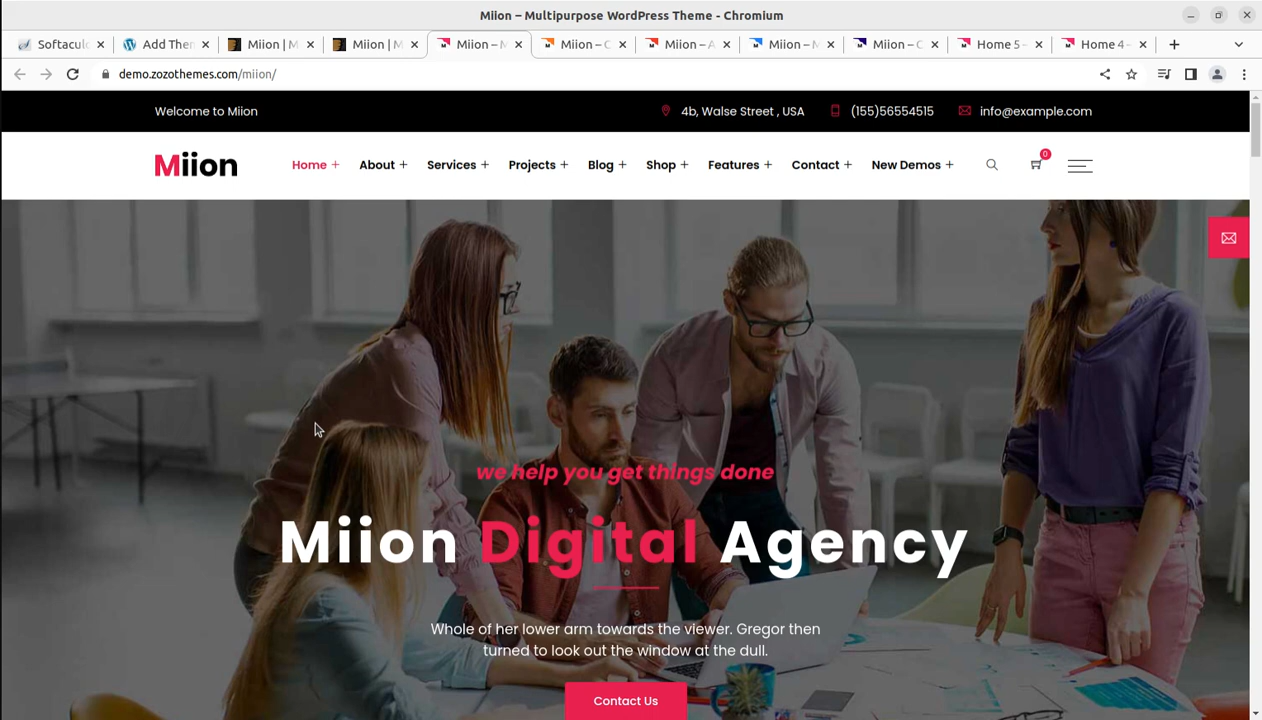 Miion – Multipurpose WordPress Theme - Chromium
Softacul
Add Ther
Miion | M
Miion | M
Miion – M
Miion – C
Miion – A
Miion – M
Miion – C
Home 5 -
Home 4 -
demo.zozothemes.com/miion/
Welcome to Miion
4b, Walse Street , USA
(155)56554515
info@example.com
Miion
Home +
About +
Services +
Projects +
Blog +
Shop +
Features +
Contact +
New Demos +
0
we help you get things done
Miion Digital Agency
Whole of her lower arm towards the viewer. Gregor then
turned to look out the window at the dull.
Contact Us